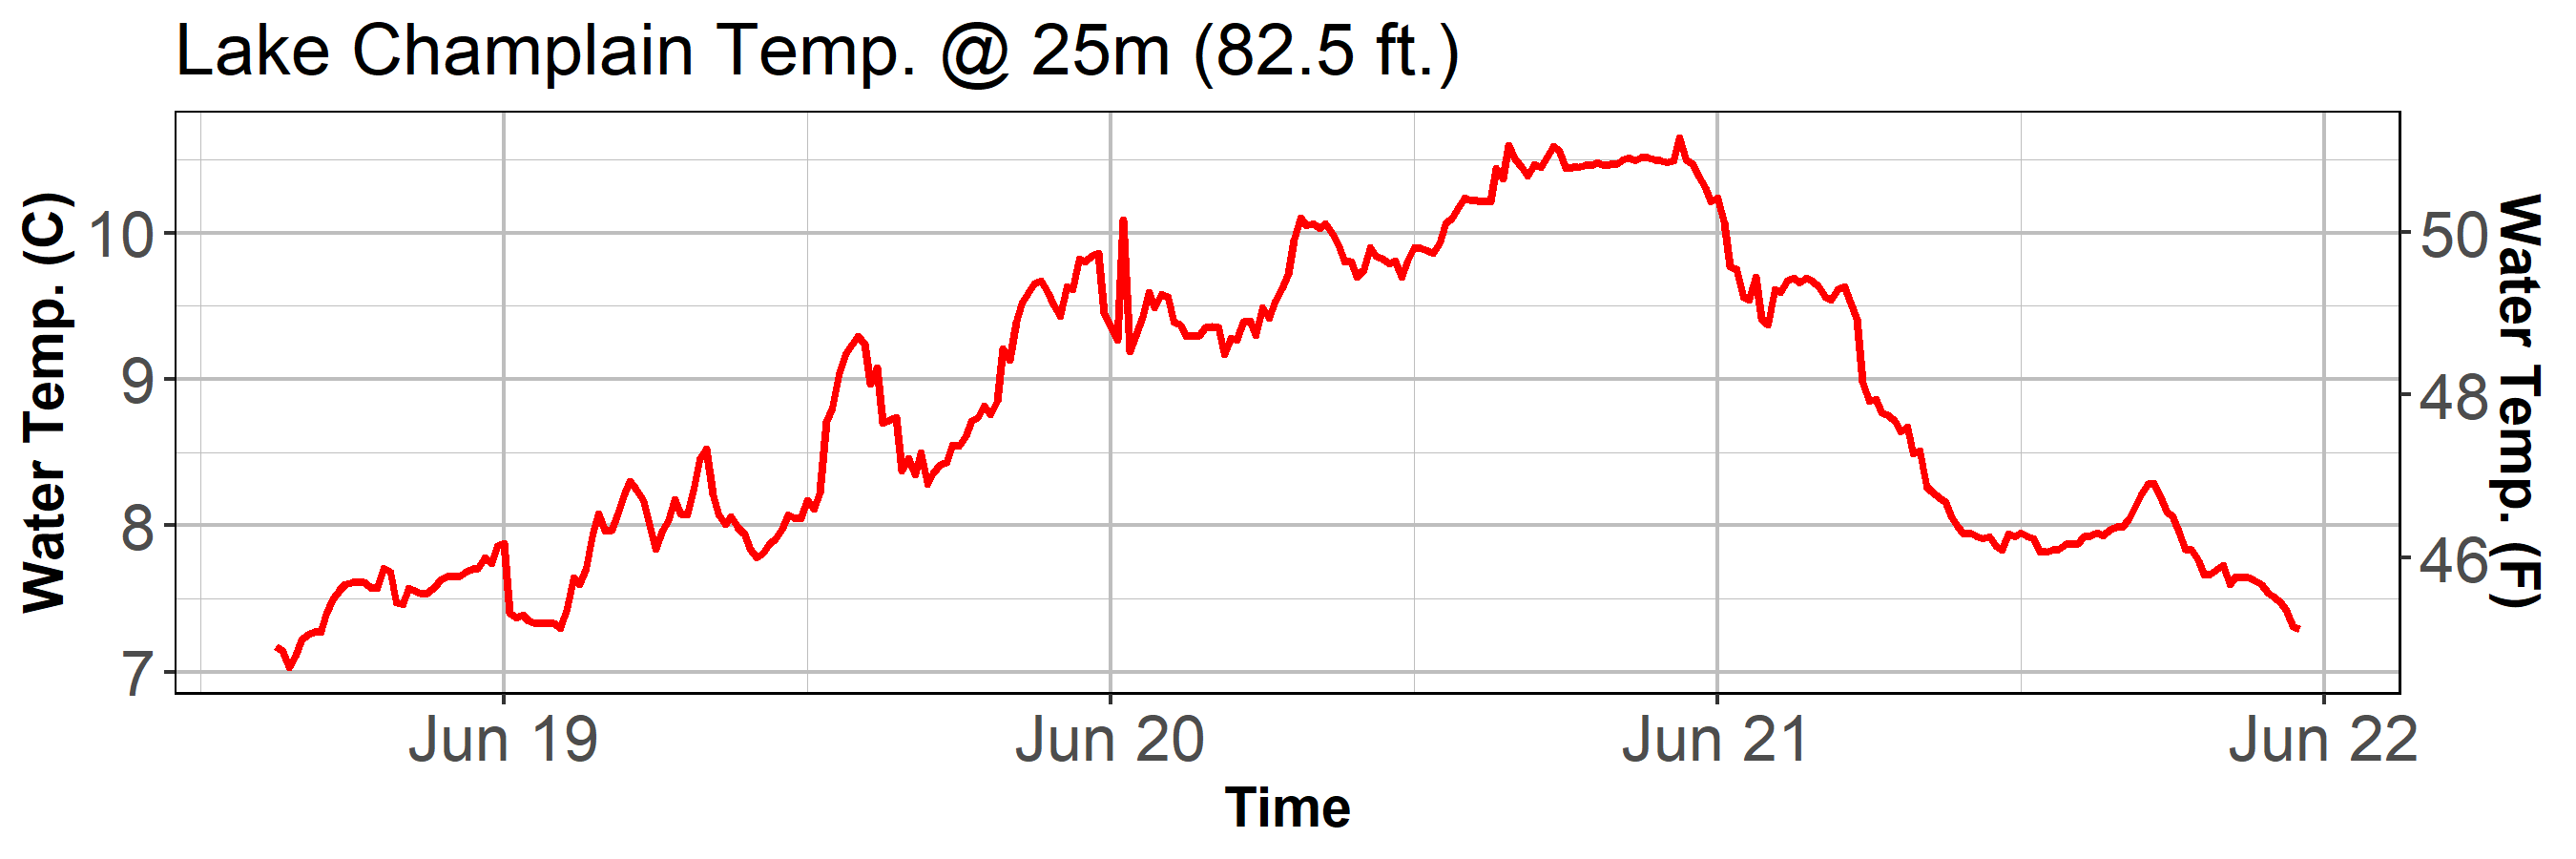 Lake Champlain Temp. @ 25m (82.5 ft.)
Water Temp. (C)
10
9
8
7
50
48
46
Water Temp. (F)
Jun 19 Jun 20 Jun 21 Jun 22
Time